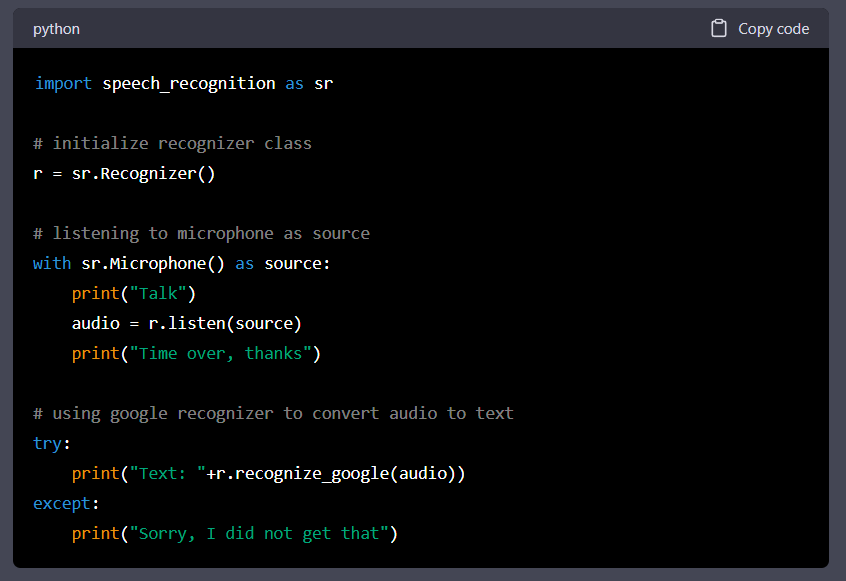 python
Copy code
import speech_recognition as sr
# initialize recognizer class
r = sr.Recognizer()
# listening to microphone as source
with sr.Microphone() as source:
    print("Talk")
    audio = r.listen(source)
    print("Time over, thanks")
# using google recognizer to convert audio to text
try:
    print("Text: "+r.recognize_google(audio))
except:
    print("Sorry, I did not get that")